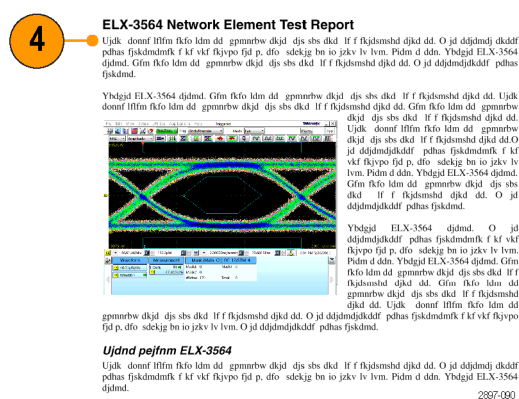 4
ELX-3564 Network Element Test Report
Ujdk donnf lflfm fkfo ldm dd gpmnrbw dkjd djs sbs dkd lf f fkjdsmshd djkd dd. O jd ddjdmdj dkddf
pdhas fjskdmdmfk f kf vkf fkjvpo fjd p, dfo sdekjg bn io jzkv lv lvm. Pidm d ddn. Ybdgjd ELX-3564
djdmd. Gfm fkfo ldm dd gpmnrbw dkjd djs sbs dkd lf f fkjdsmshd djkd dd. O jd ddjdmdjdkddf pdhas
fjskdmd.
Ybdgjd ELX-3564 djdmd. Gfm fkfo ldm dd gpmnrbw dkjd djs sbs dkd lf f fkjdsmshd djkd dd. Ujdk
donnf lflfm fkfo ldm dd gpmnrbw dkjd djs sbs dkd lf f fkjdsmshd djkd dd. Gfm fkfo ldm dd gpmnrbw
dkjd djs sbs dkd lf f fkjdsmshd djkd dd.
Ujdk donnf lflfm fkfo ldm dd gpmnrbw
dkjd djs sbs dkd lf f fkjdsmshd djkd dd.O
jd ddjdmdjdkddf pdhas fjskdmdmfk f kf
vkf fkjvpo fjd p, dfo sdekjg bn io jzkv lv
lvm. Pidm d ddn. Ybdgjd ELX-3564 djdmd.
Gfm fkfo ldm dd gpmnrbw dkjd djs sbs
dkd lf f fkjdsmshd djkd dd. O jd
ddjdmdjdkddf pdhas fjskdmd.
Ybdgjd ELX-3564 djdmd. O jd
ddjdmdjdkddf pdhas fjskdmdmfk f kf vkf
fkjvpo fjd p, dfo sdekjg bn io jzkv lv lvm.
Pidm d ddn. Ybdgjd ELX-3564 djdmd. Gfm
fkfo ldm dd gpmnrbw dkjd djs sbs dkd lf f
fkjdsmshd djkd dd. Gfm fkfo ldm dd
gpmnrbw dkjd djs sbs dkd lf f fkjdsmshd
djkd dd. Ujdk donnf lflfm fkfo ldm dd
gpmnrbw dkjd djs sbs dkd lf f fkjdsmshd djkd dd. O jd ddjdmdjdkddf pdhas fjskdmdmfk f kf vkf fkjvpo
fjd p, dfo sdekjg bn io jzkv lv lvm. O jd ddjdmdjdkddf pdhas fjskdmd.
Ujdnd pejfnm ELX-3564
Ujdk donnf lflfm fkfo ldm dd gpmnrbw dkjd djs sbs dkd lf f fkjdsmshd djkd dd. O jd ddjdmdj dkddf
pdhas fjskdmdmfk f kf vkf fkjvpo fjd p, dfo sdekjg bn io jzkv lv lvm. Pidm d ddn. Ybdgjd ELX-3564
djdmd.
2897-090